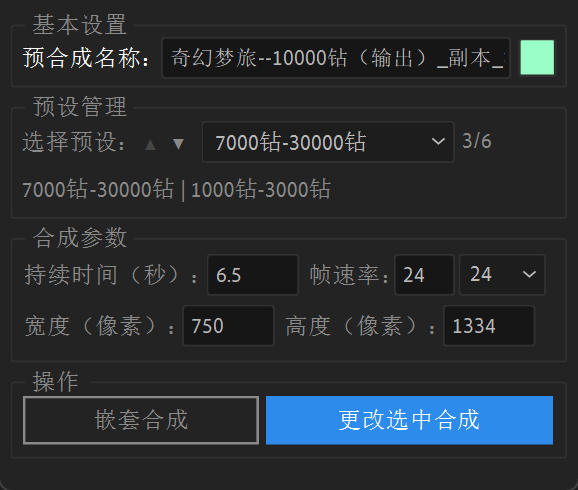 基本设置
预合成名称： 奇幻梦旅--10000钻（输出）_副本_
预设管理
选择预设： ▲ ▼ 7000钻-30000钻 3/6
7000钻-30000钻 | 1000钻-3000钻
合成参数
持续时间（秒）： 6.5 帧速率： 24 24
宽度（像素）： 750 高度（像素）： 1334
操作
嵌套合成 更改选中合成